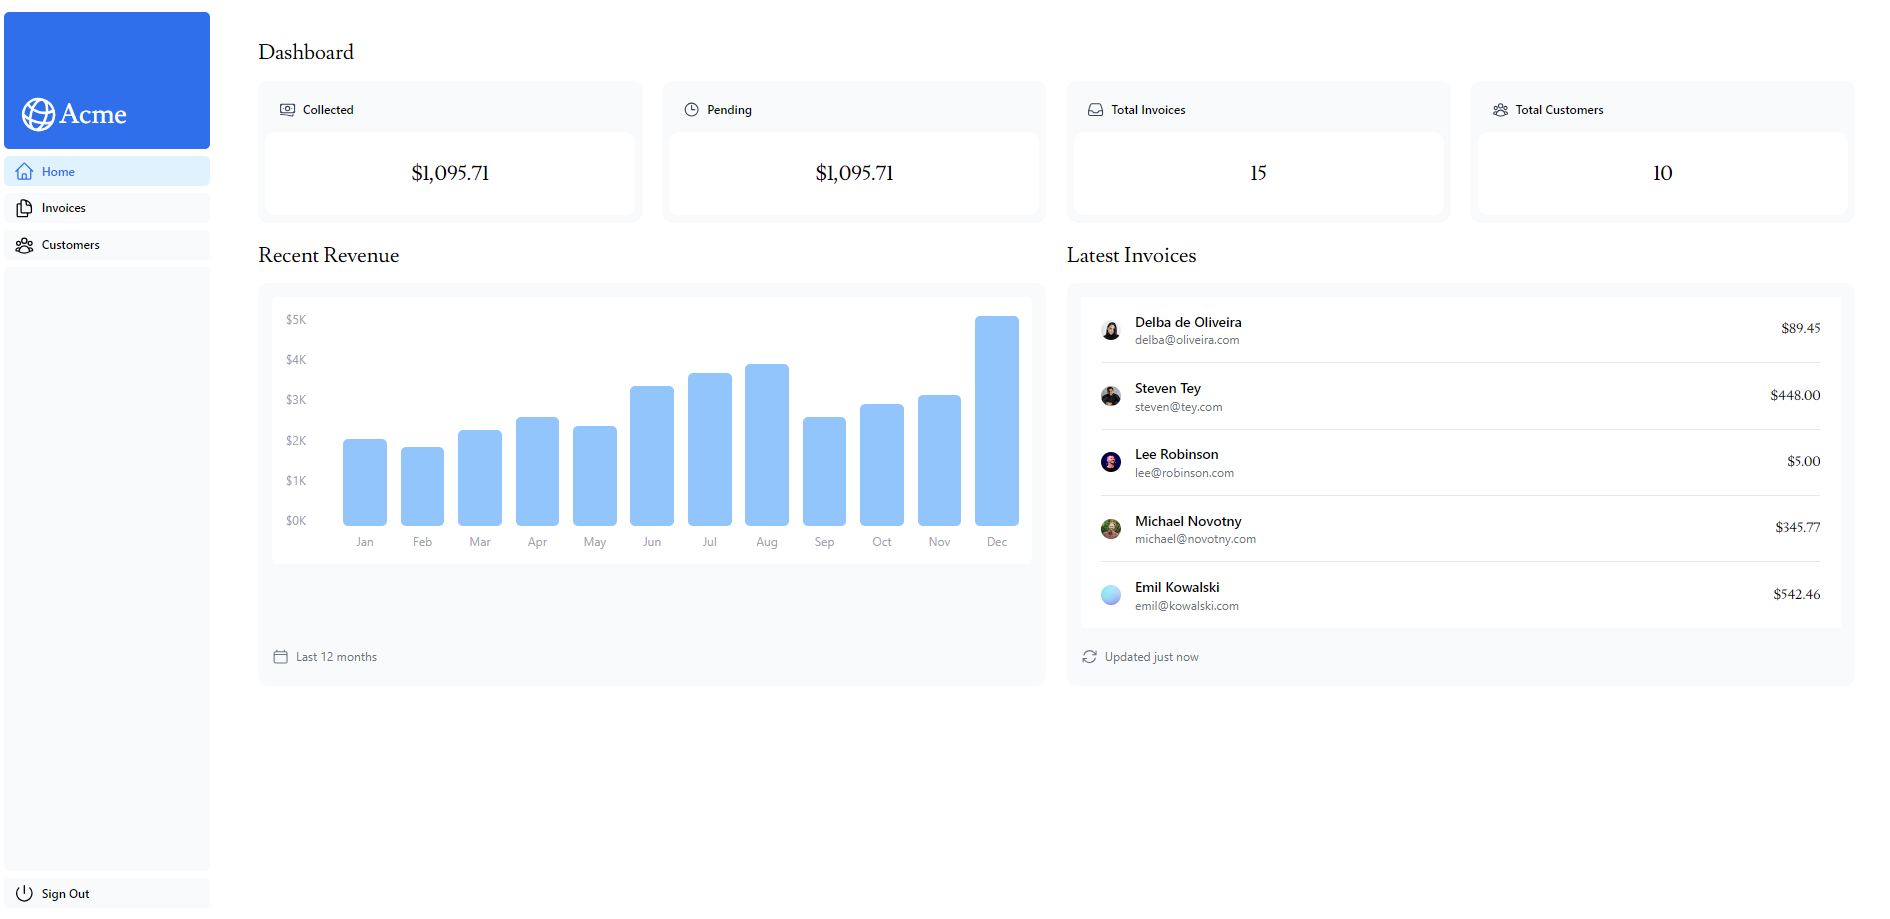 Acme
Home
Invoices
Customers
Sign Out
Dashboard
Collected
$1,095.71
Pending
$1,095.71
Total Invoices
15
Total Customers
10
Recent Revenue
$5K
$4K
$3K
$2K
$1K
$0K
Jan Feb Mar Apr May Jun Jul Aug Sep Oct Nov Dec
Last 12 months
Latest Invoices
Delba de Oliveira
delba@oliveira.com
$89.45
Steven Tey
steven@tey.com
$448.00
Lee Robinson
lee@robinson.com
$5.00
Michael Novotny
michael@novotny.com
$345.77
Emil Kowalski
emil@kowalski.com
$542.46
Updated just now